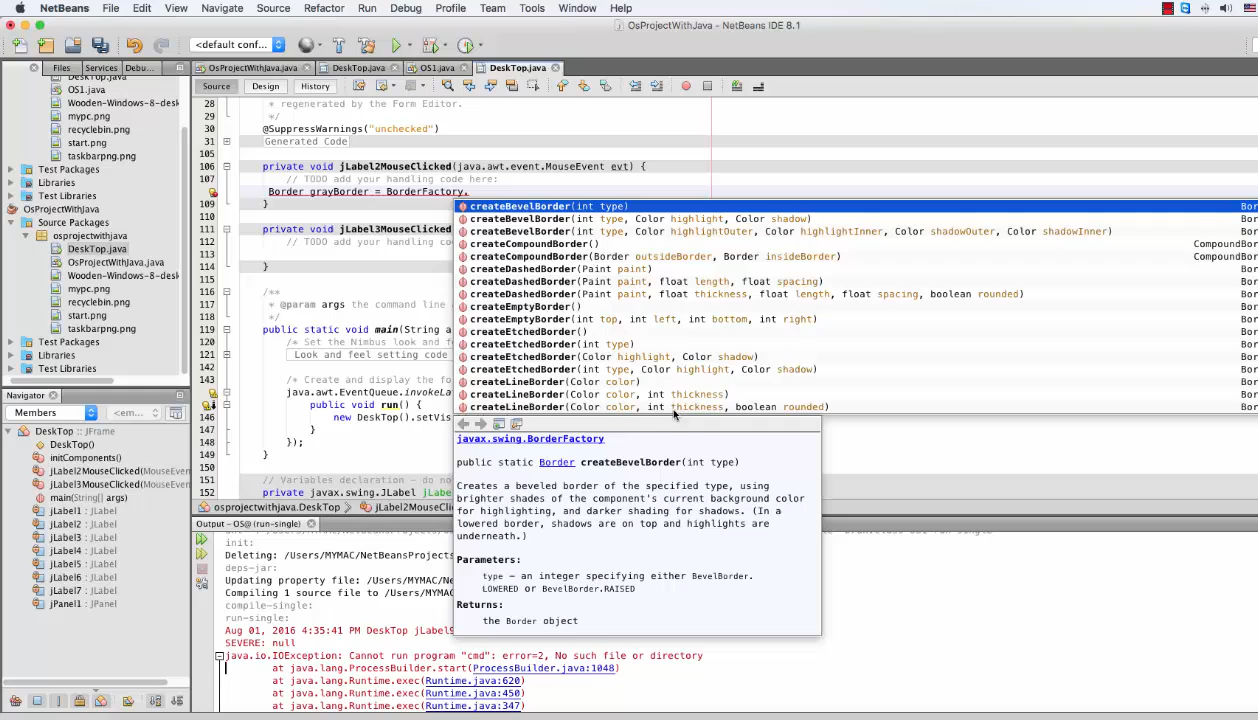 NetBeans File Edit View Navigate Source Refactor Run Debug Profile Team Tools Window Help
OsProjectWithJava - NetBeans IDE 8.1
<default conf...
Files Services Debu...
OsProjectWithJava.java DeskTop.java OS1.java DeskTop.java
Source Design History
DeskTop.java
OS1.java
Wooden-Windows-8-desk
mypc.png
recyclebin.png
start.png
taskbarpng.png
Test Packages
Libraries
Test Libraries
OsProjectWithJava
Source Packages
osprojectwithjava
DeskTop.java
OsProjectWithJava.java
Wooden-Windows-8-desk
mypc.png
recyclebin.png
start.png
taskbarpng.png
Test Packages
Libraries
Test Libraries
Navigator
Members <em...
DeskTop :: JFrame
DeskTop()
initComponents()
jLabel2MouseClicked(MouseEven
jLabel3MouseClicked(MouseEven
main(String[] args)
jLabel1 : JLabel
jLabel2 : JLabel
jLabel3 : JLabel
jLabel4 : JLabel
jLabel5 : JLabel
jLabel6 : JLabel
jLabel7 : JLabel
jPanel1 : JPanel
28 * regenerated by the Form Editor.
29 */
30 @SuppressWarnings("unchecked")
31 Generated Code
105
106 private void jLabel2MouseClicked(java.awt.event.MouseEvent evt) {
107 // TODO add your handling code here:
Border grayBorder = BorderFactory.
109 }
110
111 private void jLabel3MouseClicked
112 // TODO add your handling cod
113
114 }
115
116 /**
117 * @param args the command line a
118 */
119 public static void main(String a
120 /* Set the Nimbus look and fe
121 Look and feel setting code
142
143 /* Create and display the fo
java.awt.EventQueue.invokeLa
public void run() {
146 new DeskTop().setVis
147 }
148 });
149 }
150
151 // Variables declaration - do no
152 private javax.swing.JLabel jLabe
createBevelBorder(int type) Bor
createBevelBorder(int type, Color highlight, Color shadow) Bor
createBevelBorder(int type, Color highlightOuter, Color highlightInner, Color shadowOuter, Color shadowInner) Bor
createCompoundBorder() CompoundBor
createCompoundBorder(Border outsideBorder, Border insideBorder) CompoundBor
createDashedBorder(Paint paint) Bor
createDashedBorder(Paint paint, float length, float spacing) Bor
createDashedBorder(Paint paint, float thickness, float length, float spacing, boolean rounded) Bor
createEmptyBorder() Bor
createEmptyBorder(int top, int left, int bottom, int right) Bor
createEtchedBorder() Bor
createEtchedBorder(int type) Bor
createEtchedBorder(Color highlight, Color shadow) Bor
createEtchedBorder(int type, Color highlight, Color shadow) Bor
createLineBorder(Color color) Bor
createLineBorder(Color color, int thickness) Bor
createLineBorder(Color color, int thickness, boolean rounded) Bor
javax.swing.BorderFactory
public static Border createBevelBorder(int type)
Creates a beveled border of the specified type, using
brighter shades of the component's current background color
for highlighting, and darker shading for shadows. (In a
lowered border, shadows are on top and highlights are
underneath.)
Parameters:
type – an integer specifying either BevelBorder.
LOWERED or BevelBorder.RAISED
Returns:
the Border object
osprojectwithjava.DeskTop jLabel2MouseCli
Output - OS@ (run-single)
init:
Deleting: /Users/MYMAC/NetBeansProjects
deps-jar:
Updating property file: /Users/MYMAC/Ne
Compiling 1 source file to /Users/MYMAC/
compile-single:
run-single:
Aug 01, 2016 4:35:41 PM DeskTop jLabel9
SEVERE: null
java.io.IOException: Cannot run program "cmd": error=2, No such file or directory
at java.lang.ProcessBuilder.start(ProcessBuilder.java:1048)
at java.lang.Runtime.exec(Runtime.java:620)
at java.lang.Runtime.exec(Runtime.java:450)
at java.lang.Runtime.exec(Runtime.java:347)